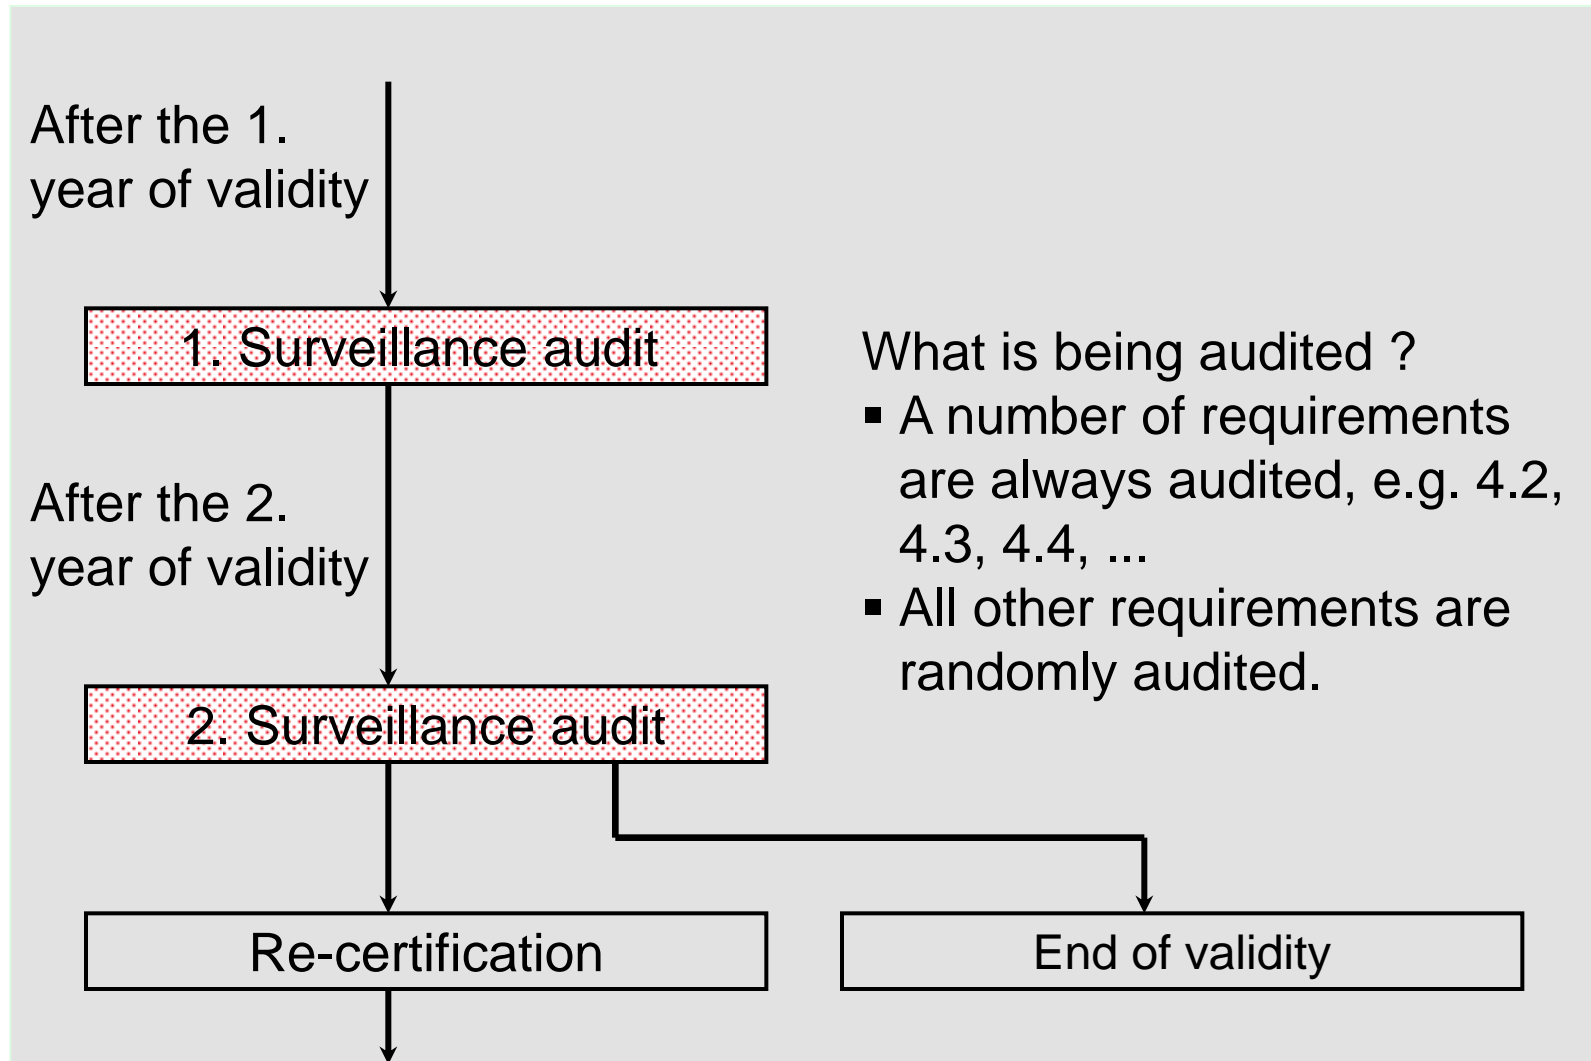 After the 1.
year of validity
1. Surveillance audit
What is being audited ?
▪ A number of requirements
are always audited, e.g. 4.2,
4.3, 4.4, ...
▪ All other requirements are
randomly audited.
After the 2.
year of validity
2. Surveillance audit
Re-certification
End of validity